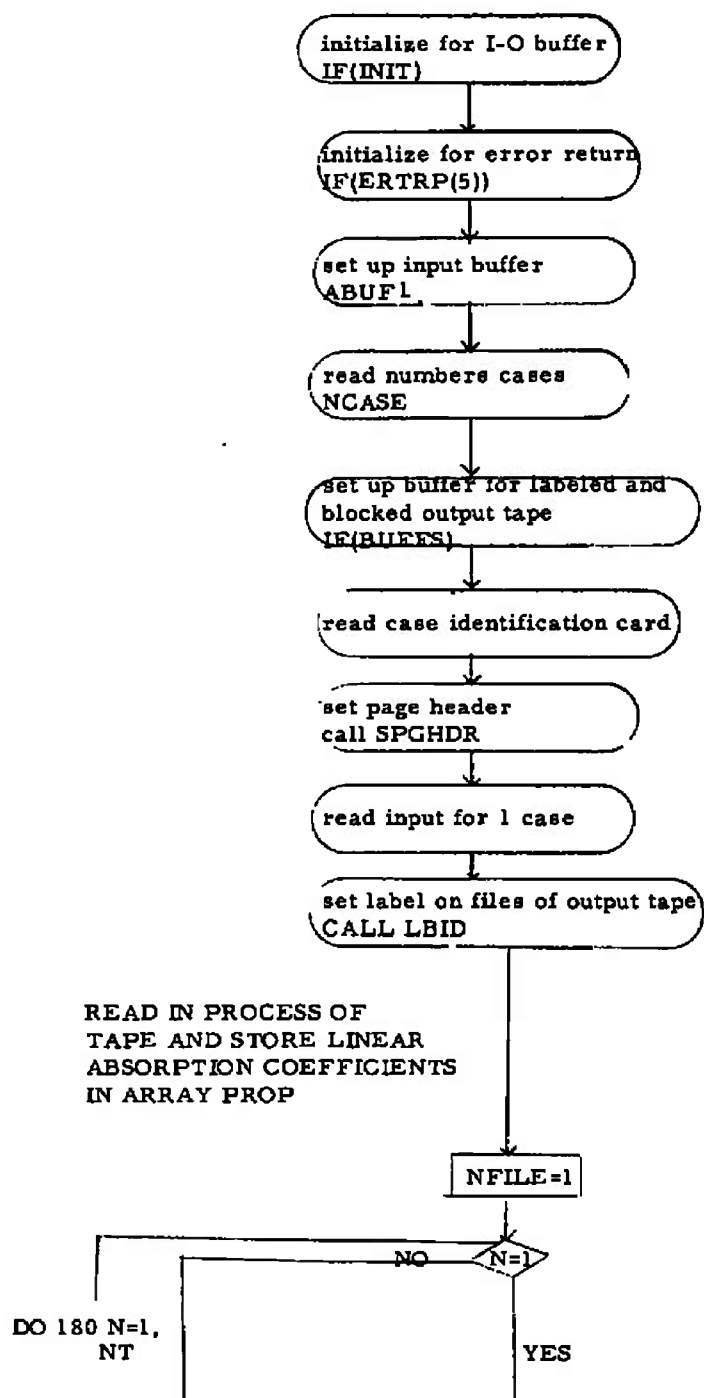 initialize for I-O buffer
IF(INIT)
initialize for error return
IF(ERTRP(5))
set up input buffer
ABUF1
read numbers cases
NCASE
set up buffer for labeled and
blocked output tape
IF(BUFFS)
read case identification card
set page header
call SPGHDR
read input for 1 case
set label on files of output tape
CALL LBID
READ IN PROCESS OF
TAPE AND STORE LINEAR
ABSORPTION COEFFICIENTS
IN ARRAY PROP
NFILE=1
NO
N=1
DO 180 N=1,
NT
YES